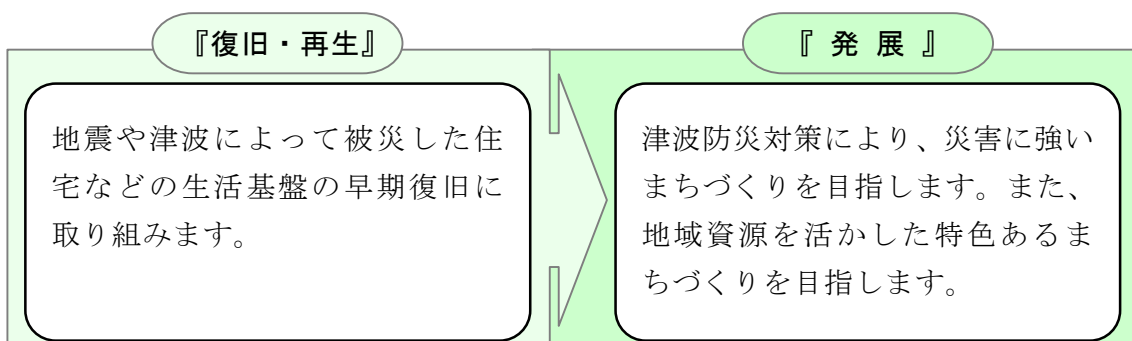 『復旧・再生』
地震や津波によって被災した住
宅などの生活基盤の早期復旧に
取り組みます。
『 発 展 』
津波防災対策により、災害に強い
まちづくりを目指します。また、
地域資源を活かした特色あるま
ちづくりを目指します。